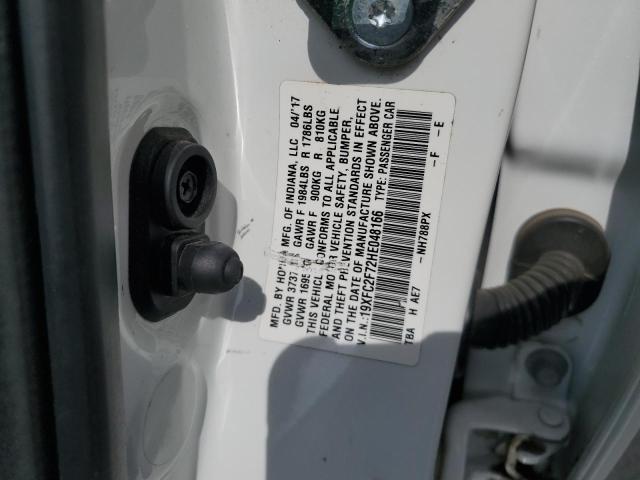 MFD. BY HONDA MFG. OF INDIANA, LLC 04/17
GVWR 3737 GAWR F 1984LBS R 1786LBS
GVWR 1695 GAWR F 900KG R 810KG
THIS VEHICLE CONFORMS TO ALL APPLICABLE
FEDERAL MOTOR VEHICLE SAFETY, BUMPER,
AND THEFT PREVENTION STANDARDS IN EFFECT
ON THE DATE OF MANUFACTURE SHOWN ABOVE.
V.I.N.:19XFC2F72HE048166 TYPE: PASSENGER CAR
TBA H AE7 -NH788PX -F -E